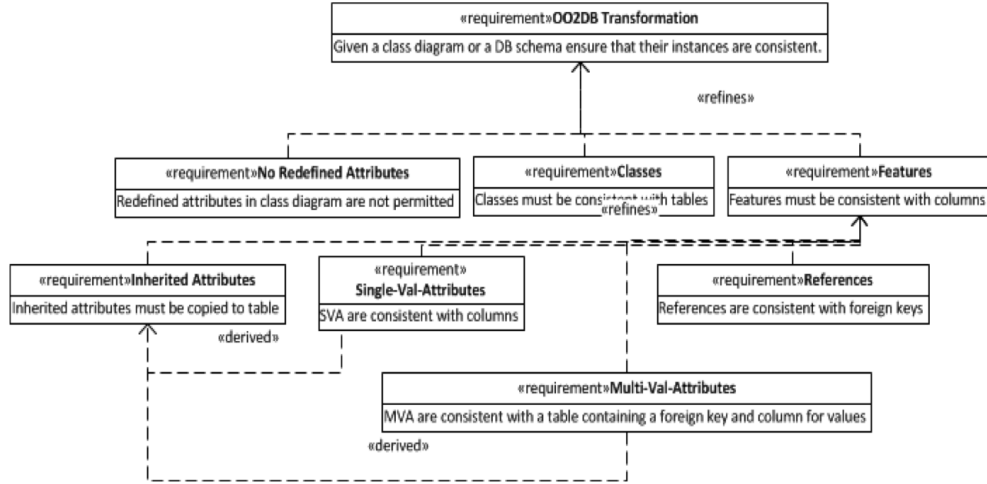 «requirement»OO2DB Transformation
Given a class diagram or a DB schema ensure that their instances are consistent.
«refines»
«requirement»No Redefined Attributes
Redefined attributes in class diagram are not permitted
«requirement»Classes
Classes must be consistent with tables
«requirement»Features
Features must be consistent with columns
«refines»
«requirement»Inherited Attributes
Inherited attributes must be copied to table
«requirement»
Single-Val-Attributes
SVA are consistent with columns
«requirement»References
References are consistent with foreign keys
«derived»
«requirement»Multi-Val-Attributes
MVA are consistent with a table containing a foreign key and column for values
«derived»